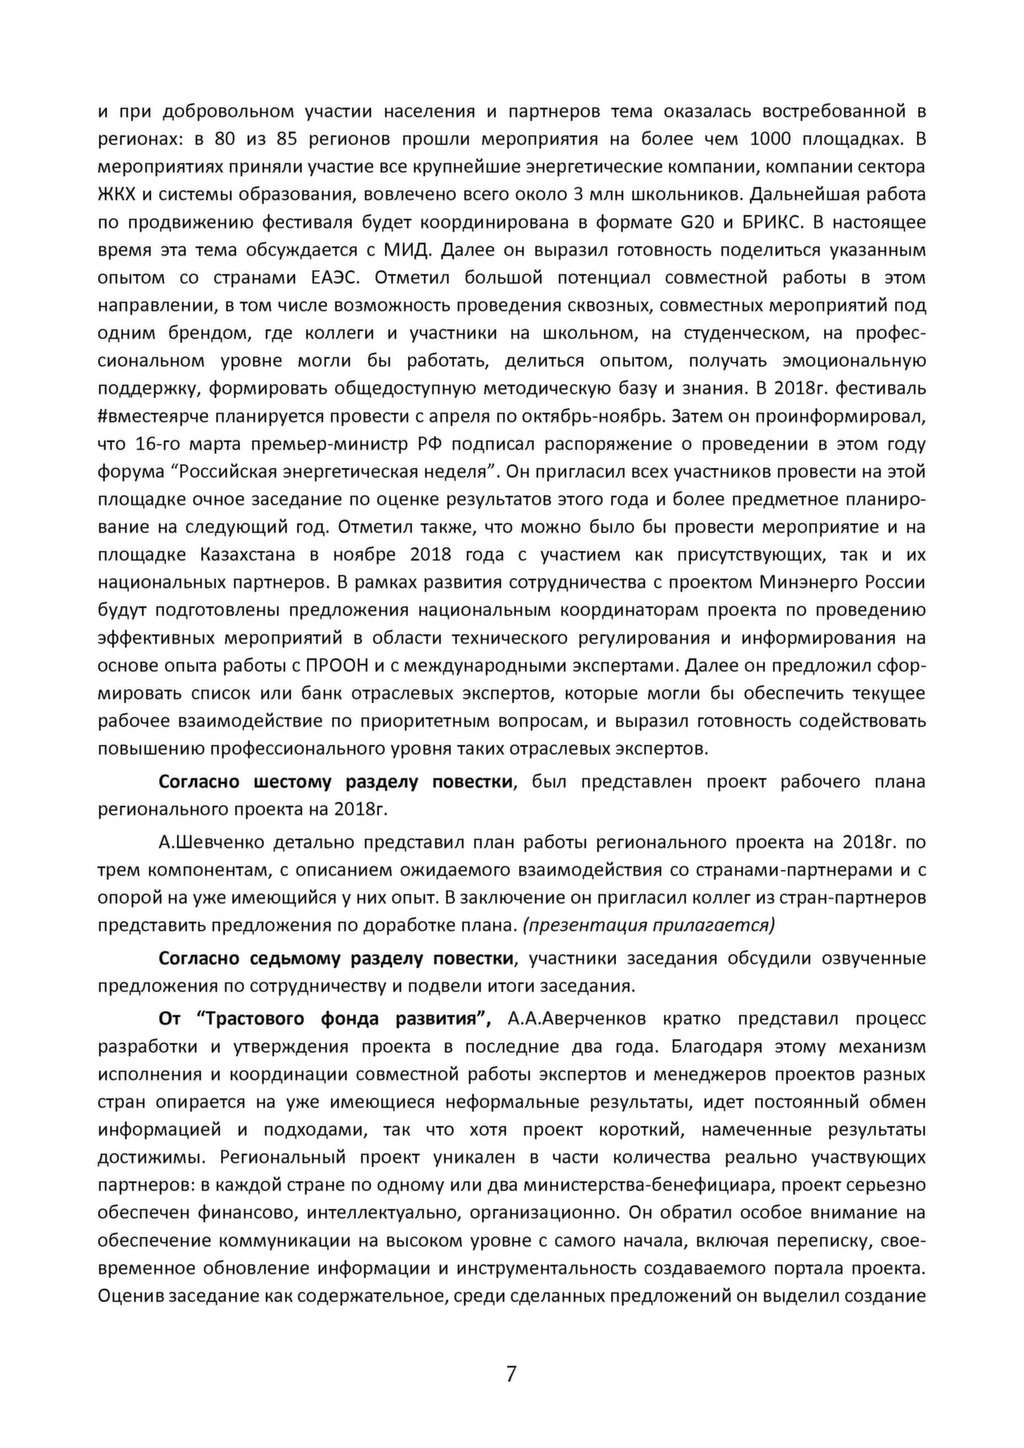 и при добровольном участии населения и партнеров тема оказалась востребованной в
регионах: в 80 из 85 регионов прошли мероприятия на более чем 1000 площадках. В
мероприятиях приняли участие все крупнейшие энергетические компании, компании сектора
ЖКХ и системы образования, вовлечено всего около 3 млн школьников. Дальнейшая работа
по продвижению фестиваля будет координирована в формате G20 и БРИКС. В настоящее
время эта тема обсуждается с МИД. Далее он выразил готовность поделиться указанным
опытом со странами ЕАЭС. Отметил большой потенциал совместной работы в этом
направлении, в том числе возможность проведения сквозных, совместных мероприятий под
одним брендом, где коллеги и участники на школьном, на студенческом, на профес-
сиональном уровне могли бы работать, делиться опытом, получать эмоциональную
поддержку, формировать общедоступную методическую базу и знания. В 2018г. фестиваль
#вместеярче планируется провести с апреля по октябрь-ноябрь. Затем он проинформировал,
что 16-го марта премьер-министр РФ подписал распоряжение о проведении в этом году
форума “Российская энергетическая неделя”. Он пригласил всех участников провести на этой
площадке очное заседание по оценке результатов этого года и более предметное планиро-
вание на следующий год. Отметил также, что можно было бы провести мероприятие и на
площадке Казахстана в ноябре 2018 года с участием как присутствующих, так и их
национальных партнеров. В рамках развития сотрудничества с проектом Минэнерго России
будут подготовлены предложения национальным координаторам проекта по проведению
эффективных мероприятий в области технического регулирования и информирования на
основе опыта работы с ПРООН и с международными экспертами. Далее он предложил сфор-
мировать список или банк отраслевых экспертов, которые могли бы обеспечить текущее
рабочее взаимодействие по приоритетным вопросам, и выразил готовность содействовать
повышению профессионального уровня таких отраслевых экспертов.
Согласно шестому разделу повестки, был представлен проект рабочего плана
регионального проекта на 2018г.
А.Шевченко детально представил план работы регионального проекта на 2018г. по
трем компонентам, с описанием ожидаемого взаимодействия со странами-партнерами и с
опорой на уже имеющийся у них опыт. В заключение он пригласил коллег из стран-партнеров
представить предложения по доработке плана. (презентация прилагается)
Согласно седьмому разделу повестки, участники заседания обсудили озвученные
предложения по сотрудничеству и подвели итоги заседания.
От “Трастового фонда развития”, А.А.Аверченков кратко представил процесс
разработки и утверждения проекта в последние два года. Благодаря этому механизм
исполнения и координации совместной работы экспертов и менеджеров проектов разных
стран опирается на уже имеющиеся неформальные результаты, идет постоянный обмен
информацией и подходами, так что хотя проект короткий, намеченные результаты
достижимы. Региональный проект уникален в части количества реально участвующих
партнеров: в каждой стране по одному или два министерства-бенефициара, проект серьезно
обеспечен финансово, интеллектуально, организационно. Он обратил особое внимание на
обеспечение коммуникации на высоком уровне с самого начала, включая переписку, свое-
временное обновление информации и инструментальность создаваемого портала проекта.
Оценив заседание как содержательное, среди сделанных предложений он выделил создание
7